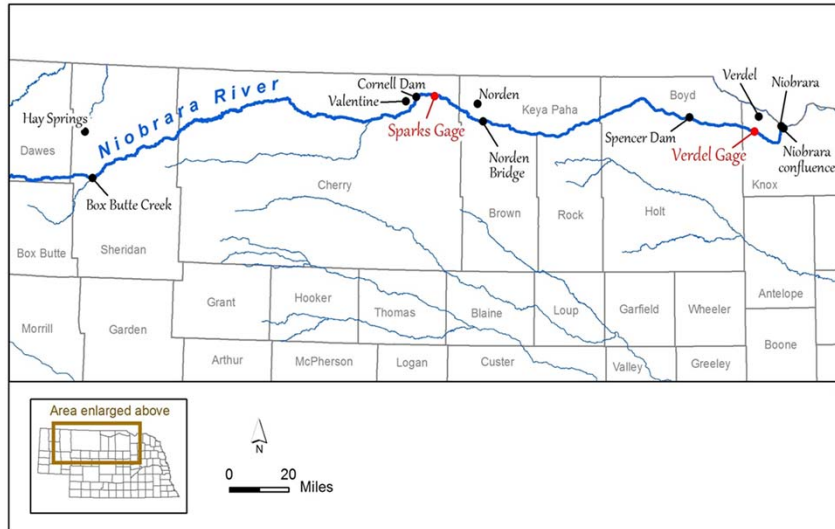 Niobrara River
Hay Springs
Box Butte Creek
Valentine
Cornell Dam
Sparks Gage
Norden
Norden
Bridge
Spencer Dam
Verdel
Verdel Gage
Niobrara
Niobrara
confluence
Dawes
Box Butte
Sheridan
Cherry
Keya Paha
Brown
Rock
Boyd
Holt
Knox
Antelope
Morrill
Garden
Grant
Hooker
Thomas
Blaine
Loup
Garfield
Wheeler
Boone
Arthur
McPherson
Logan
Custer
Valley
Greeley
Area enlarged above
N
0 20
Miles